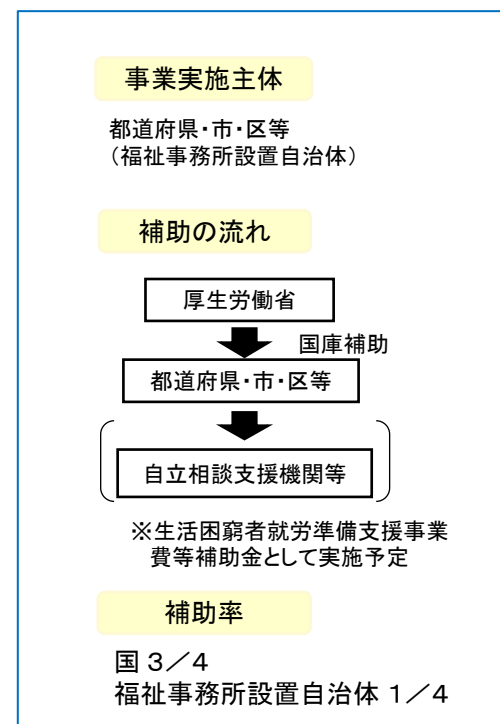 事業実施主体
都道府県・市・区等
（福祉事務所設置自治体）
補助の流れ
厚生労働省
国庫補助
都道府県・市・区等
自立相談支援機関等
※生活困窮者就労準備支援事業
費等補助金として実施予定
補助率
国 3／4
福祉事務所設置自治体 1／4